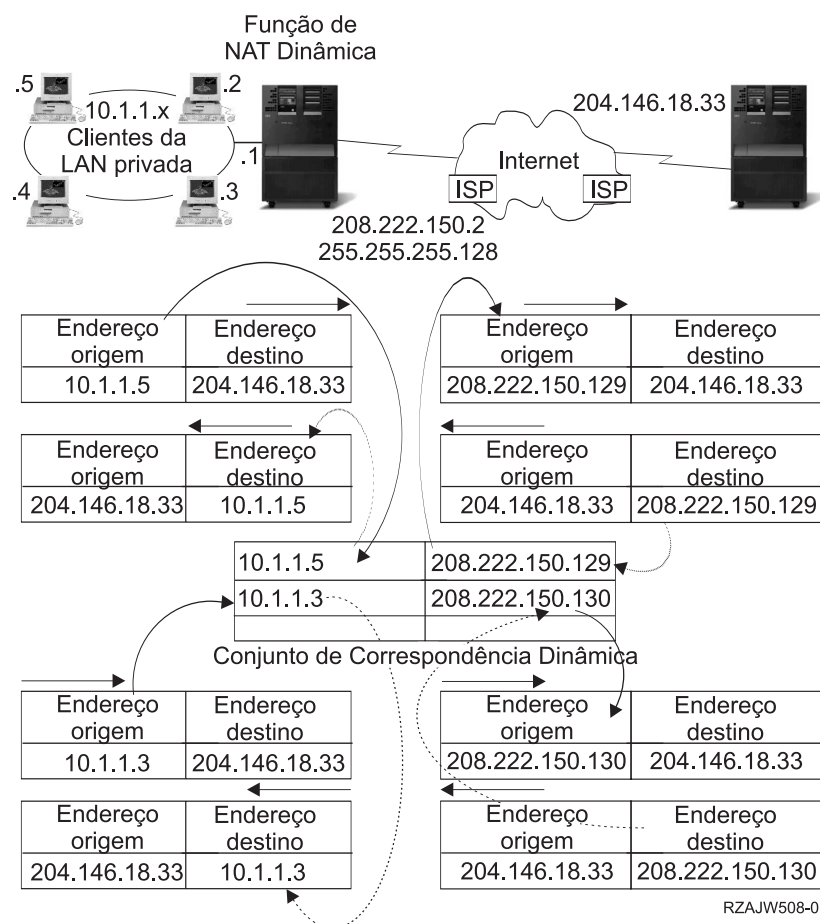 Função de
NAT Dinâmica
.5
.2
10.1.1.x
Clientes da
LAN privada
.1
.4
.3
204.146.18.33
Internet
ISP
ISP
208.222.150.2
255.255.255.128
Endereço origem
Endereço destino
10.1.1.5
204.146.18.33
Endereço origem
Endereço destino
208.222.150.129
204.146.18.33
Endereço origem
Endereço destino
204.146.18.33
10.1.1.5
Endereço origem
Endereço destino
204.146.18.33
208.222.150.129
10.1.1.5
208.222.150.129
10.1.1.3
208.222.150.130
Conjunto de Correspondência Dinâmica
Endereço origem
Endereço destino
10.1.1.3
204.146.18.33
Endereço origem
Endereço destino
208.222.150.130
204.146.18.33
Endereço origem
Endereço destino
204.146.18.33
10.1.1.3
Endereço origem
Endereço destino
204.146.18.33
208.222.150.130
RZAJW508-0